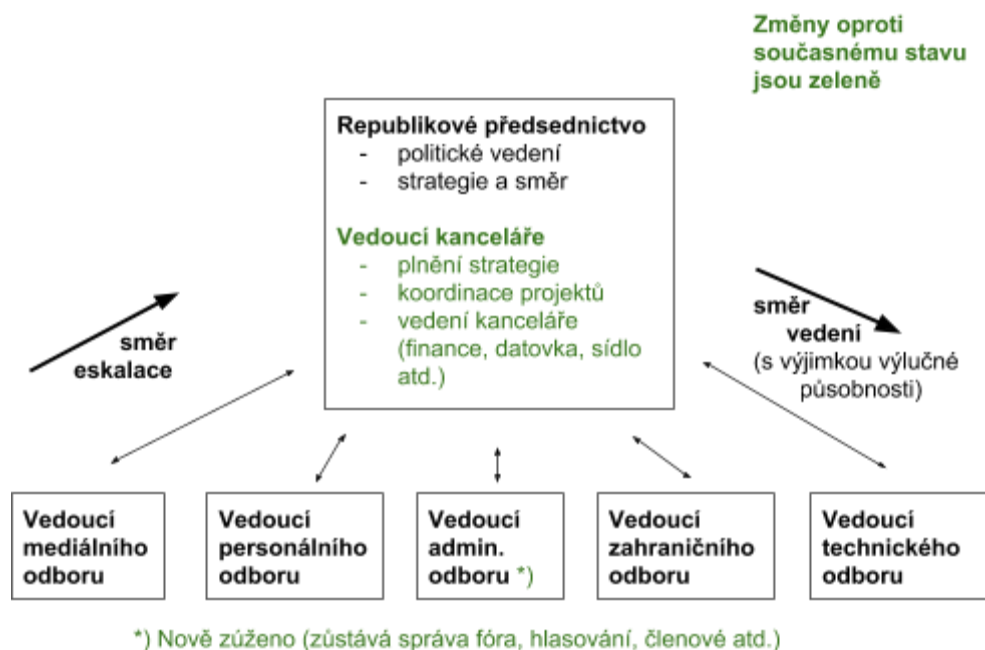 Změny oproti
současnému stavu
jsou zeleně
Republikové předsednictvo
- politické vedení
- strategie a směr
Vedoucí kanceláře
- plnění strategie
- koordinace projektů
- vedení kanceláře
(finance, datovka, sídlo
atd.)
směr
eskalace
směr
vedení
(s výjimkou výlučné
působnosti)
Vedoucí
mediálního
odboru
Vedoucí
personálního
odboru
Vedoucí
admin.
odboru *)
Vedoucí
zahraničního
odboru
Vedoucí
technického
odboru
*) Nově zúženo (zůstává správa fóra, hlasování, členové atd.)